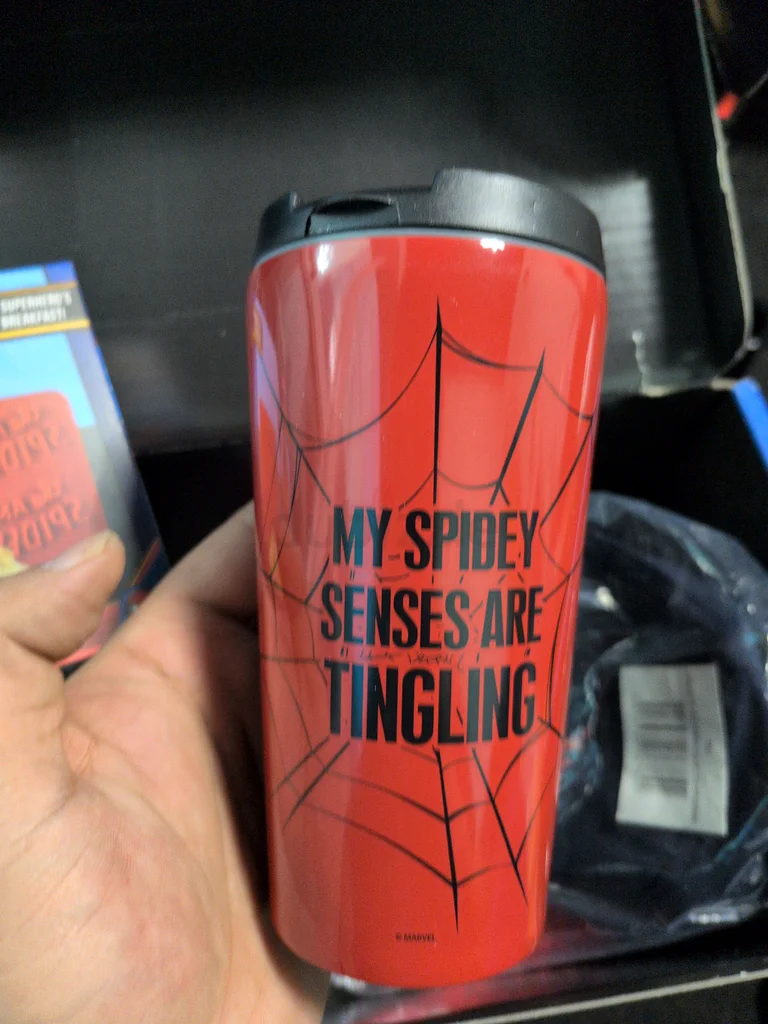 SUPERHERO'S
BREAKFAST!
MY SPIDEY
SENSES ARE
TINGLING
© MARVEL